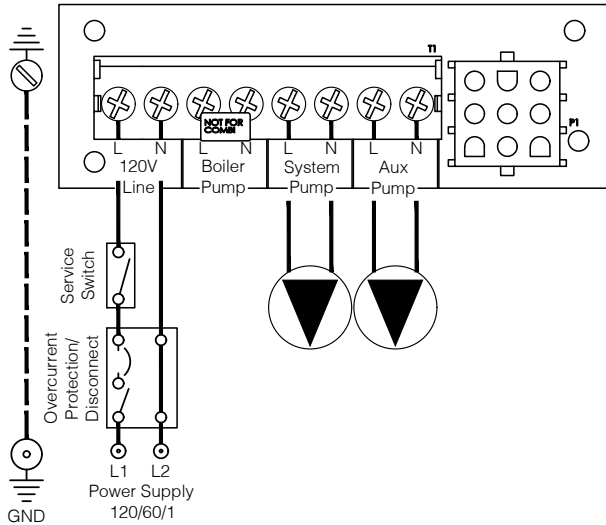 T1
NOT FOR
COMBI
P1
L N L N L N L N
120V
Line
Boiler
Pump
System
Pump
Aux
Pump
Service
Switch
Overcurrent
Protection/
Disconnect
L1 L2
Power Supply
120/60/1
GND